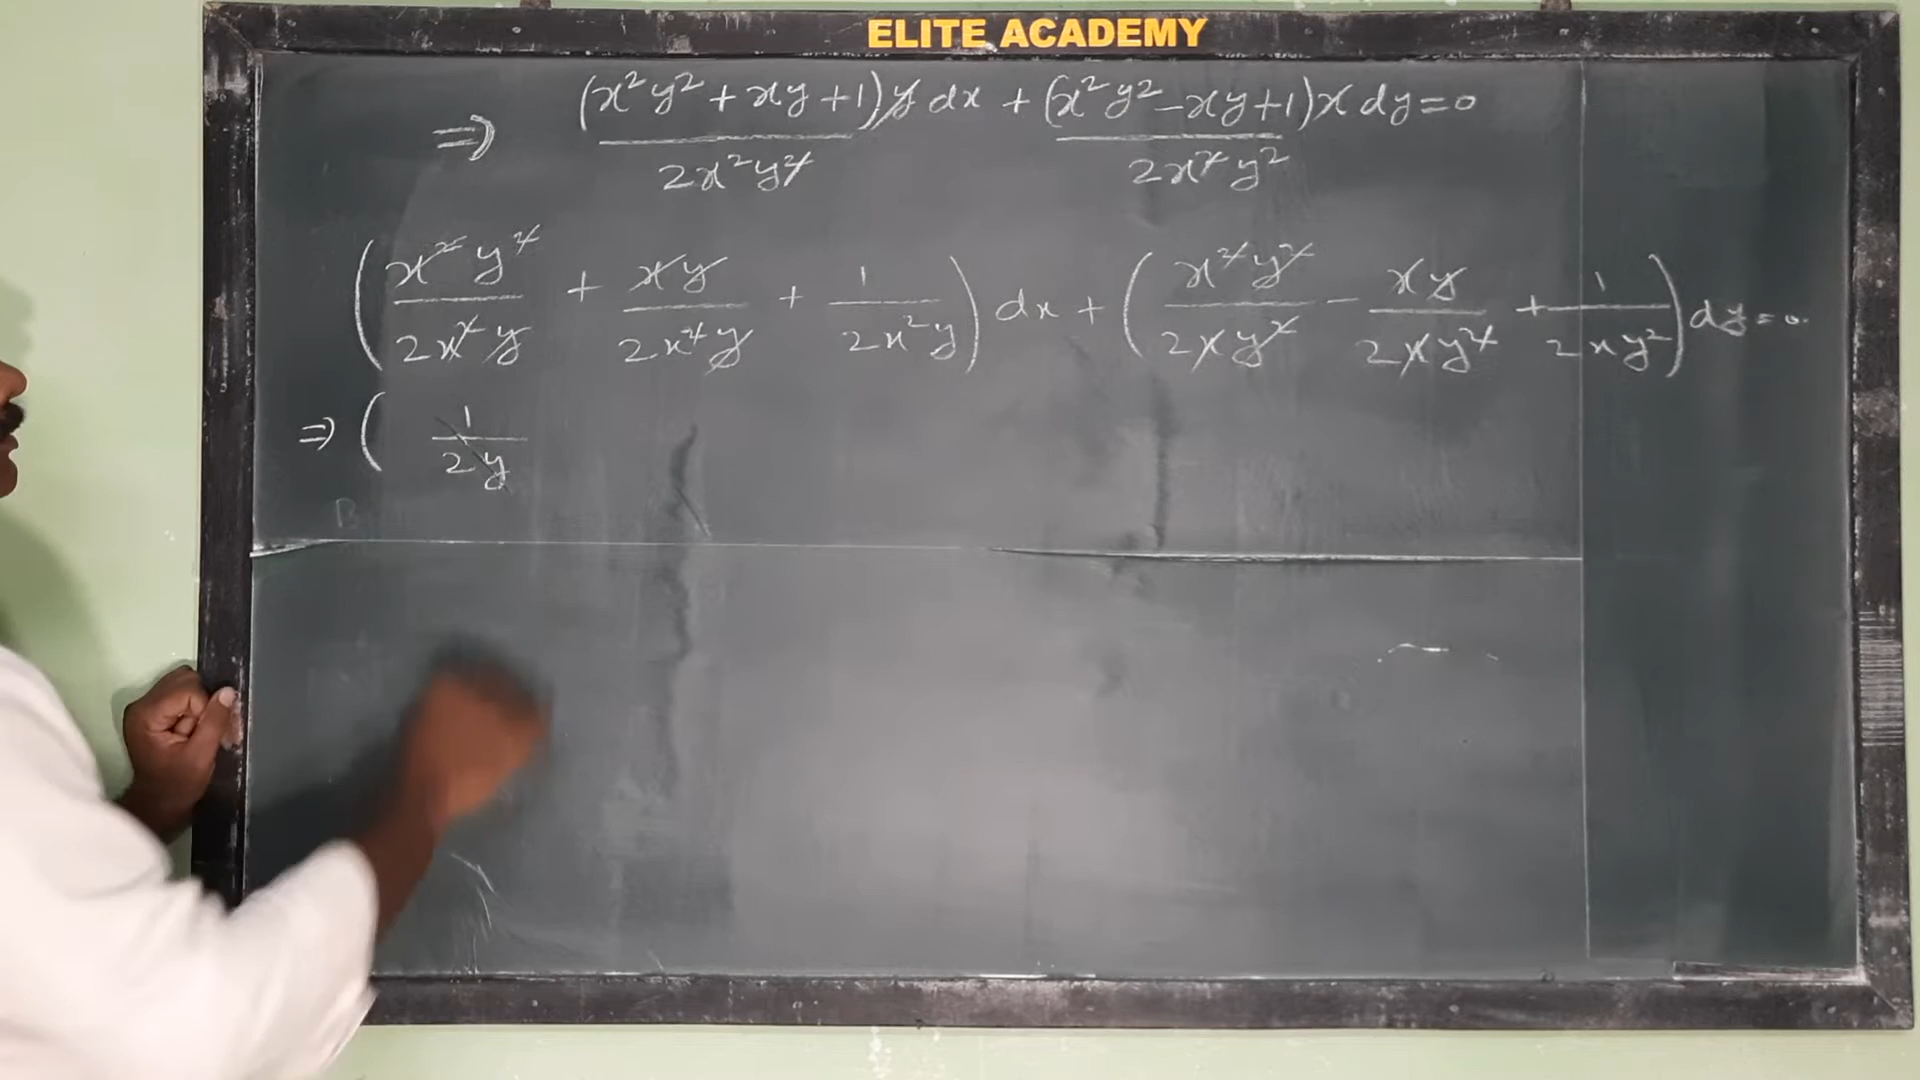 ELITE ACADEMY
⇒ (x²y² + xy + 1) y dx / 2x²y² + (x²y² - xy + 1) x dy = 0 / 2x²y²
(x²y² / 2x²y + xy / 2x²y + 1 / 2x²y) dx + (x²y² / 2xy² - xy / 2xy² + 1 / 2xy²) dy = 0.
⇒ ( 1 / 2y